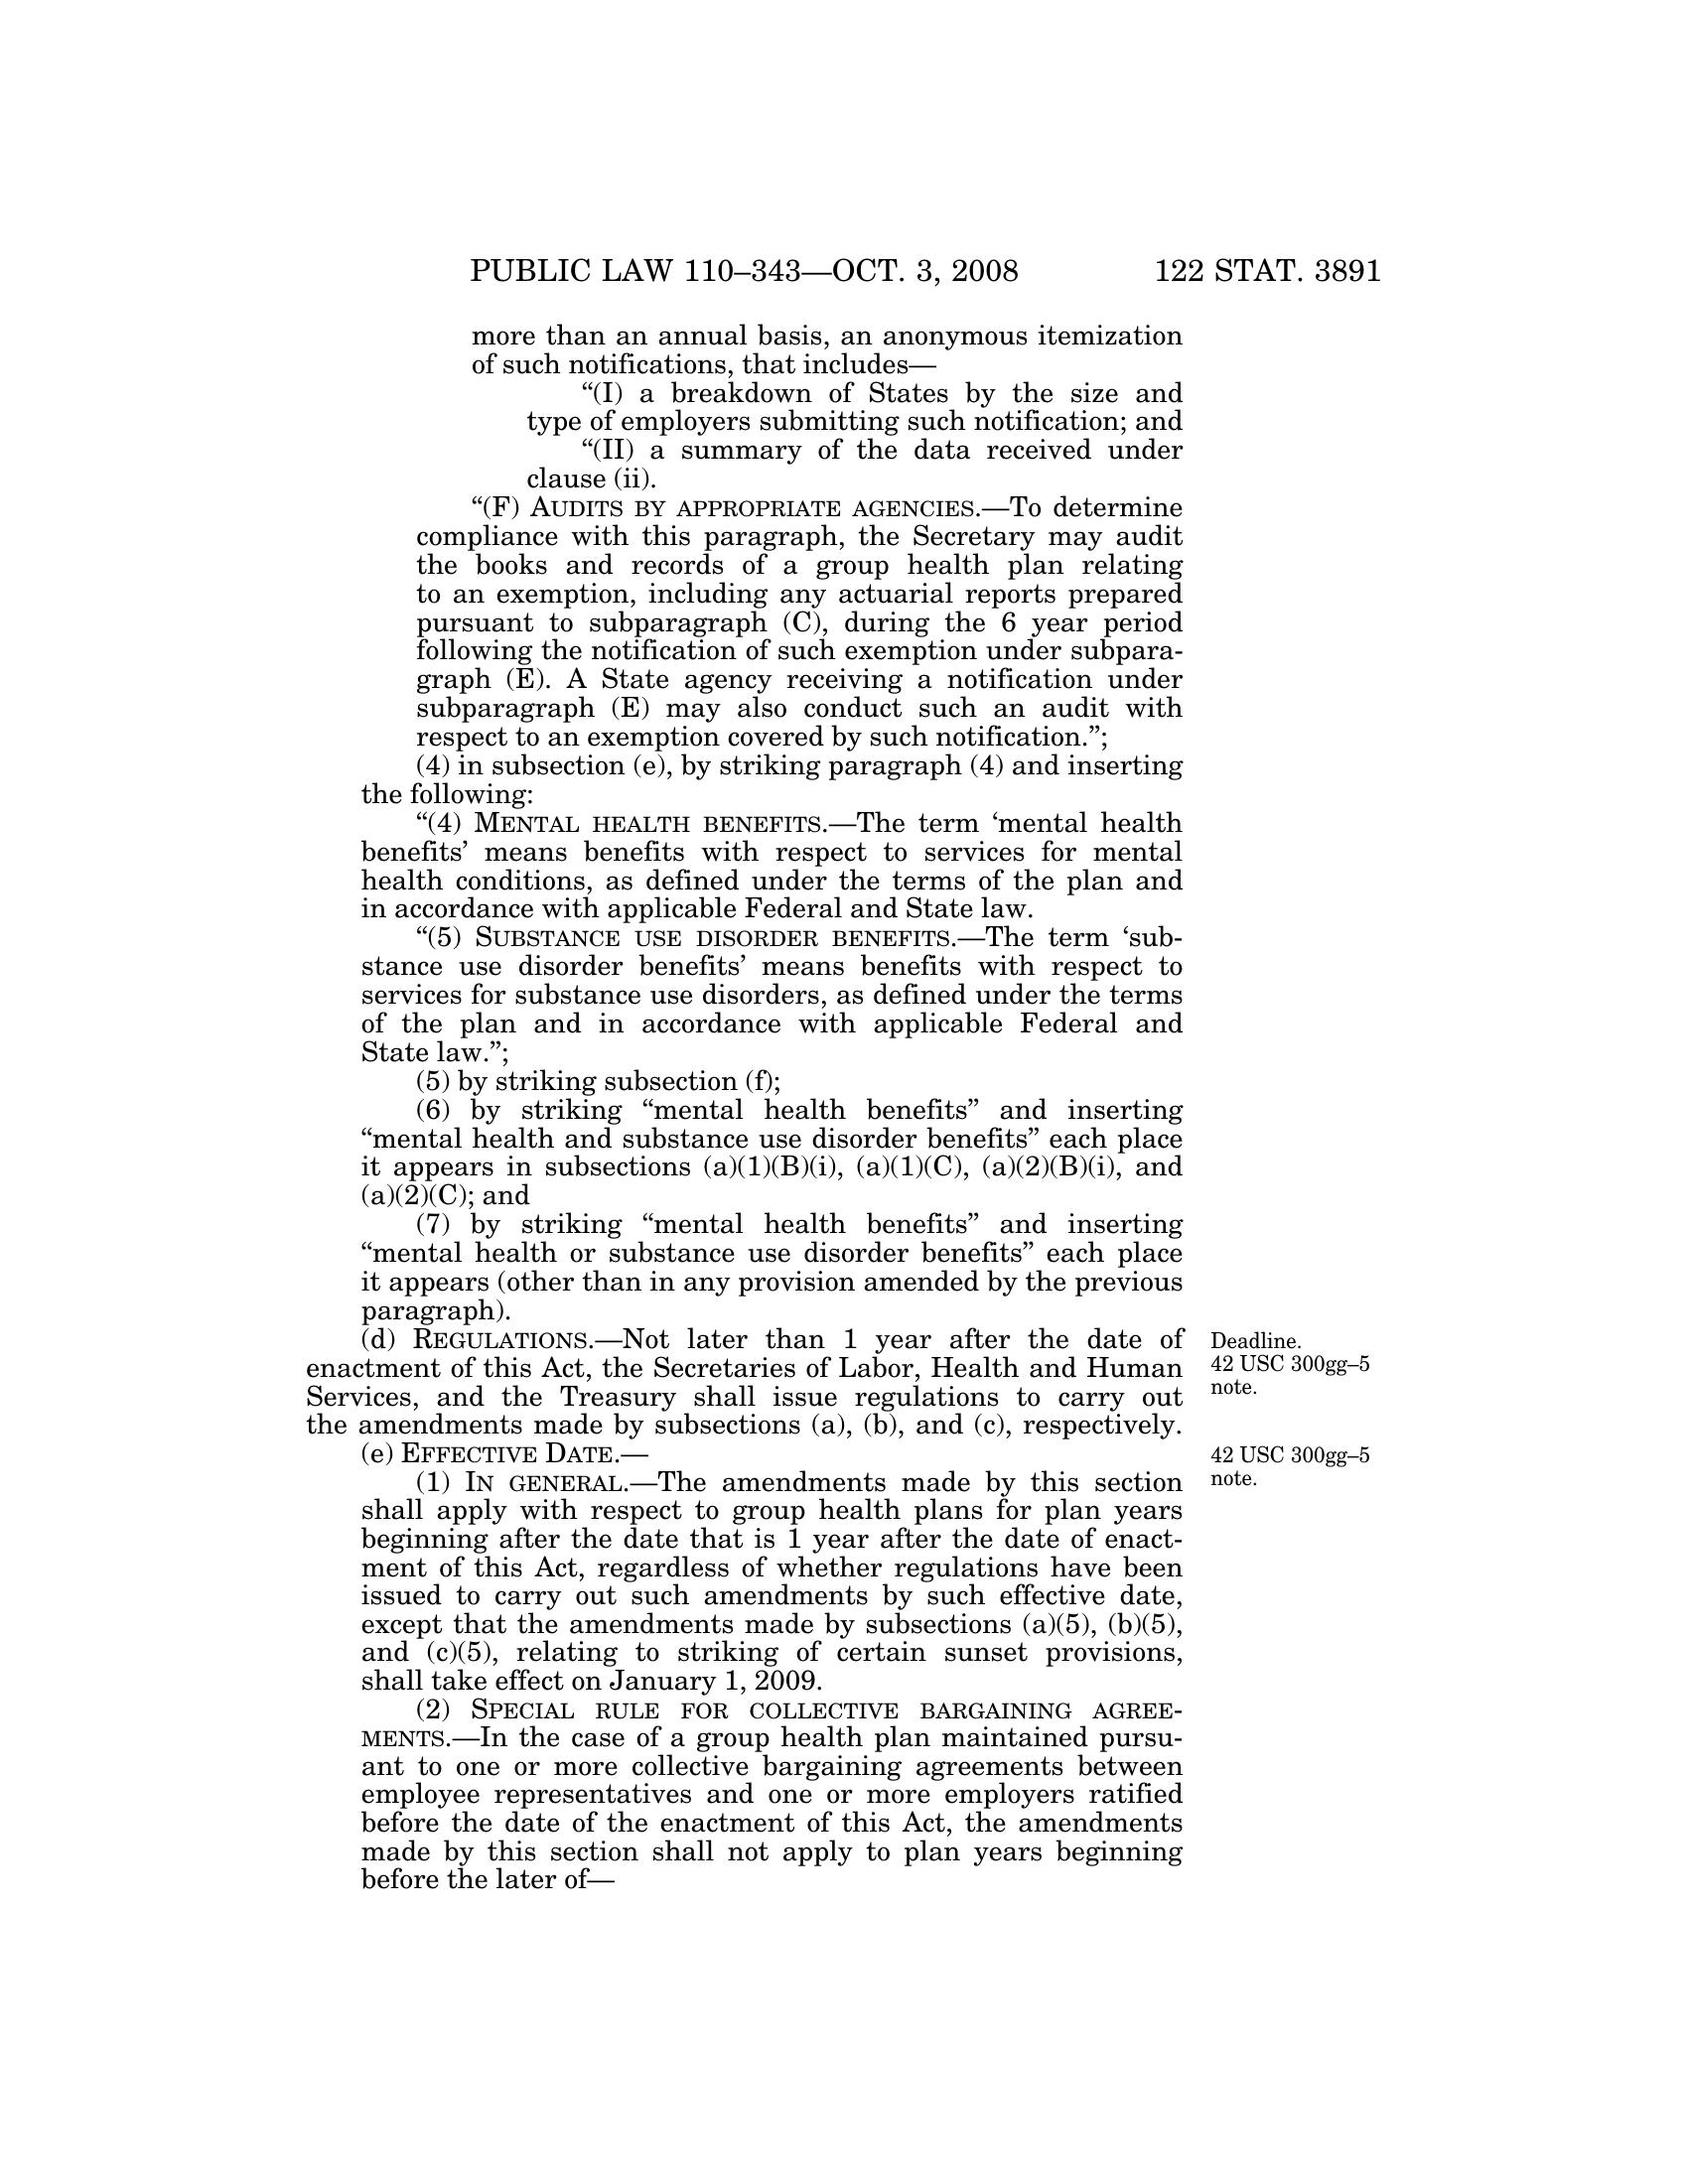 PUBLIC LAW 110–343—OCT. 3, 2008 122 STAT. 3891
more than an annual basis, an anonymous itemization
of such notifications, that includes—
“(I) a breakdown of States by the size and
type of employers submitting such notification; and
“(II) a summary of the data received under
clause (ii).
“(F) AUDITS BY APPROPRIATE AGENCIES.—To determine
compliance with this paragraph, the Secretary may audit
the books and records of a group health plan relating
to an exemption, including any actuarial reports prepared
pursuant to subparagraph (C), during the 6 year period
following the notification of such exemption under subpara-
graph (E). A State agency receiving a notification under
subparagraph (E) may also conduct such an audit with
respect to an exemption covered by such notification.”;
(4) in subsection (e), by striking paragraph (4) and inserting
the following:
“(4) MENTAL HEALTH BENEFITS.—The term ‘mental health
benefits’ means benefits with respect to services for mental
health conditions, as defined under the terms of the plan and
in accordance with applicable Federal and State law.
“(5) SUBSTANCE USE DISORDER BENEFITS.—The term ‘sub-
stance use disorder benefits’ means benefits with respect to
services for substance use disorders, as defined under the terms
of the plan and in accordance with applicable Federal and
State law.”;
(5) by striking subsection (f);
(6) by striking “mental health benefits” and inserting
“mental health and substance use disorder benefits” each place
it appears in subsections (a)(1)(B)(i), (a)(1)(C), (a)(2)(B)(i), and
(a)(2)(C); and
(7) by striking “mental health benefits” and inserting
“mental health or substance use disorder benefits” each place
it appears (other than in any provision amended by the previous
paragraph).
(d) REGULATIONS.—Not later than 1 year after the date of
enactment of this Act, the Secretaries of Labor, Health and Human
Services, and the Treasury shall issue regulations to carry out
the amendments made by subsections (a), (b), and (c), respectively.
Deadline.
42 USC 300gg–5
note.
(e) EFFECTIVE DATE.—
42 USC 300gg–5
note.
(1) IN GENERAL.—The amendments made by this section
shall apply with respect to group health plans for plan years
beginning after the date that is 1 year after the date of enact-
ment of this Act, regardless of whether regulations have been
issued to carry out such amendments by such effective date,
except that the amendments made by subsections (a)(5), (b)(5),
and (c)(5), relating to striking of certain sunset provisions,
shall take effect on January 1, 2009.
(2) SPECIAL RULE FOR COLLECTIVE BARGAINING AGREE-
MENTS.—In the case of a group health plan maintained pursu-
ant to one or more collective bargaining agreements between
employee representatives and one or more employers ratified
before the date of the enactment of this Act, the amendments
made by this section shall not apply to plan years beginning
before the later of—